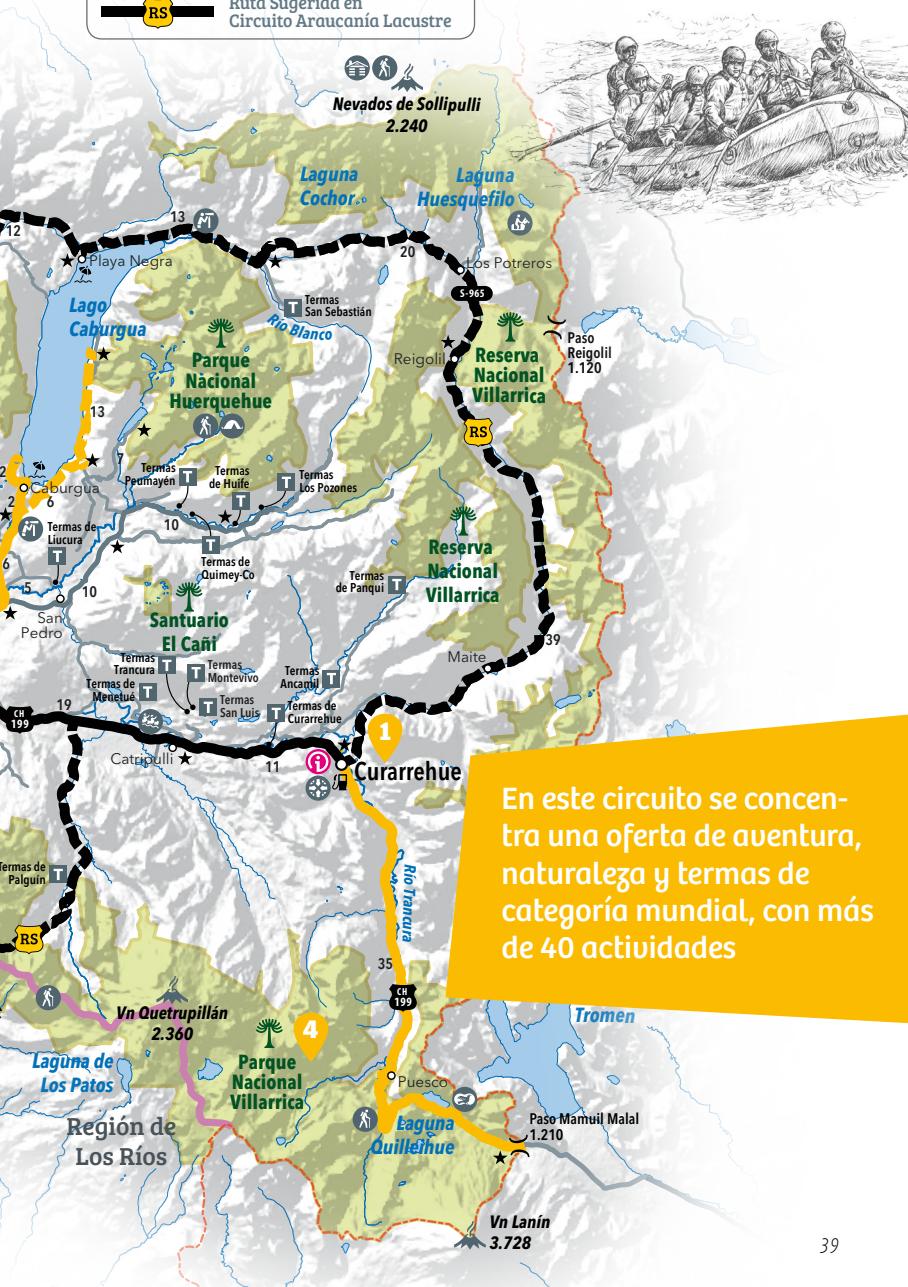 RS
Ruta Sugerida en
Circuito Araucanía Lacustre
Nevados de Sollipulli
2.240
Laguna
Cochor
Laguna
Huesquefilo
12
13
20
Playa Negra
Los Potreros
S-965
Termas
San Sebastián
Lago
Caburgua
Río Blanco
Paso
Reigolil
1.120
Parque
Nacional
Huerquehue
Reigolil
Reserva
Nacional
Villarrica
13
RS
7
Termas
Peumayén
Termas
de Huife
Termas
Los Pozones
T
T
T
2
Caburgua
2
6
10
Termas de
Liucura
T
Termas de
Quimey-Co
T
Reserva
Nacional
Villarrica
6
5
10
Termas
de Panqui
T
San
Pedro
Santuario
El Cañi
39
Maite
Termas
Trancura
T
Termas
Montevivo
T
Termas
Ancamil
T
Termas de
Menetué
T
Termas
San Luis
T
Termas de
Curarrehue
T
CH
199
19
Catripulli
11
i
1
Curarrehue
En este circuito se concen-
tra una oferta de aventura,
naturaleza y termas de
categoría mundial, con más
de 40 actividades
Termas de
Palguín
T
Río Trancura
RS
35
CH
199
Vn Quetrupillán
2.360
4
Tromen
Parque
Nacional
Villarrica
Laguna de
Los Patos
Puesco
Región de
Los Ríos
Laguna
Quilleihue
Paso Mamuil Malal
1.210
Vn Lanín
3.728
39